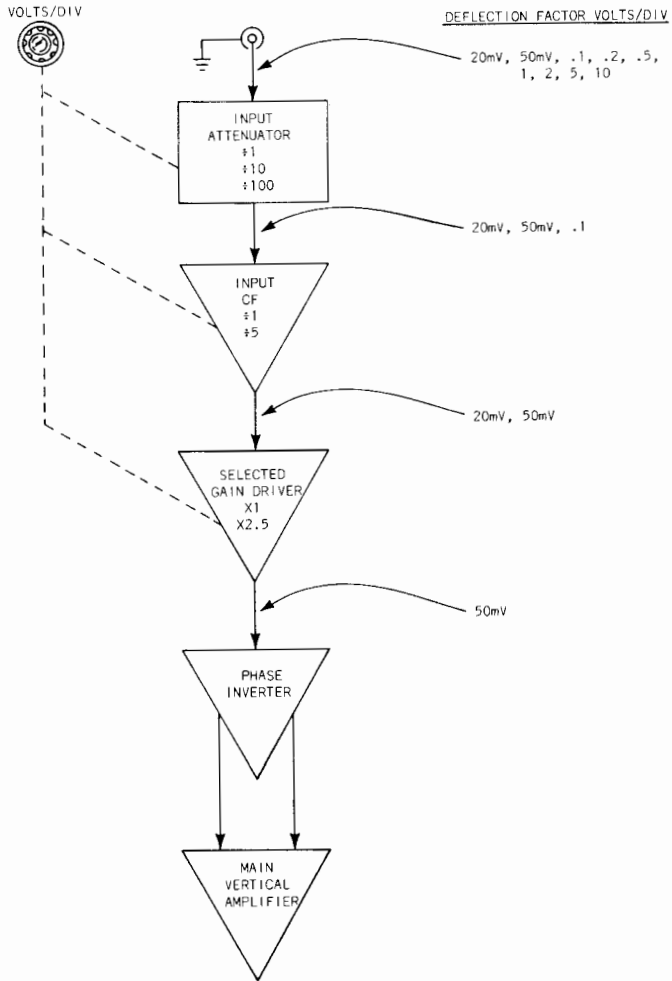 VOLTS/DIV
DEFLECTION FACTOR VOLTS/DIV
20mV, 50mV, .1, .2, .5,
1, 2, 5, 10
INPUT
ATTENUATOR
÷1
÷10
÷100
20mV, 50mV, .1
INPUT
CF
÷1
÷5
20mV, 50mV
SELECTED
GAIN DRIVER
X1
X2.5
50mV
PHASE
INVERTER
MAIN
VERTICAL
AMPLIFIER